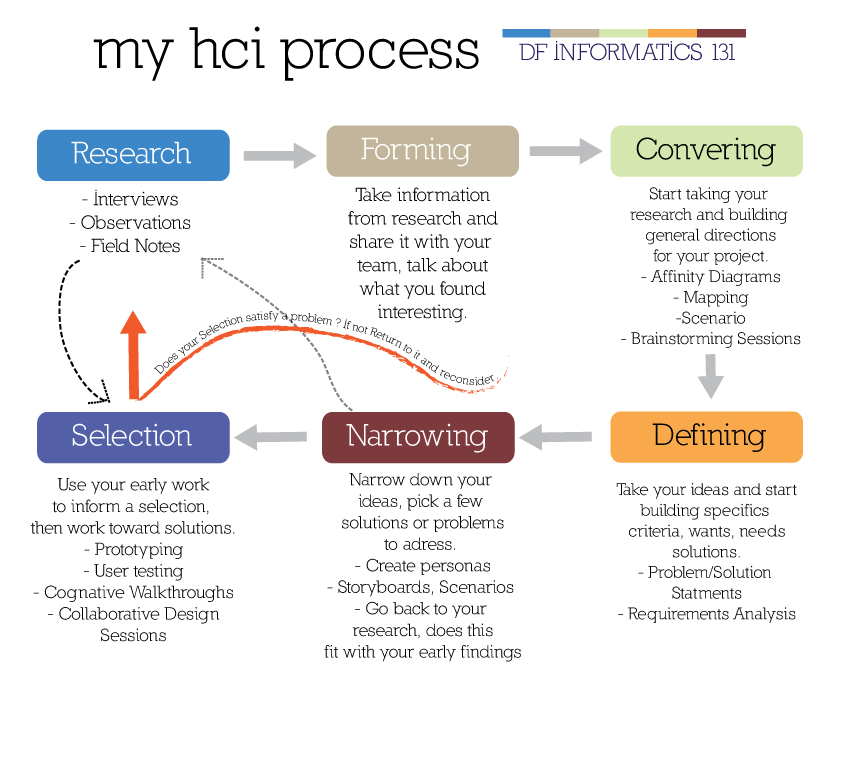 my hci process
DF İNFORMATİCS 131
Research
- İnterviews
- Observations
- Field Notes
Forming
Take information
from research and
share it with your
team, talk about
what you found
interesting.
Convering
Start taking your
research and building
general directions
for your project.
- Affinity Diagrams
- Mapping
-Scenario
- Brainstorming Sessions
Does your Selection satisfy a problem ? If not Return to it and reconsider
Selection
Use your early work
to inform a selection,
then work toward solutions.
- Prototyping
- User testing
- Cognative Walkthroughs
- Collaborative Design
Sessions
Narrowing
Narrow down your
ideas, pick a few
solutions or problems
to adress.
- Create personas
- Storyboards, Scenarios
- Go back to your
research, does this
fit with your early findings
Defining
Take your ideas and start
building specifics
criteria, wants, needs
solutions.
- Problem/Solution
Statments
- Requirements Analysis